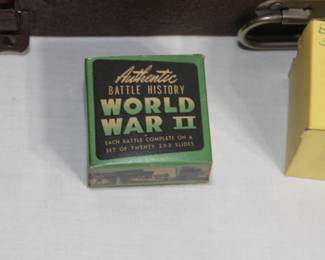 Authentic
BATTLE HISTORY
WORLD
WAR II
EACH BATTLE COMPLETE ON A
SET OF TWENTY 2X2 SLIDES